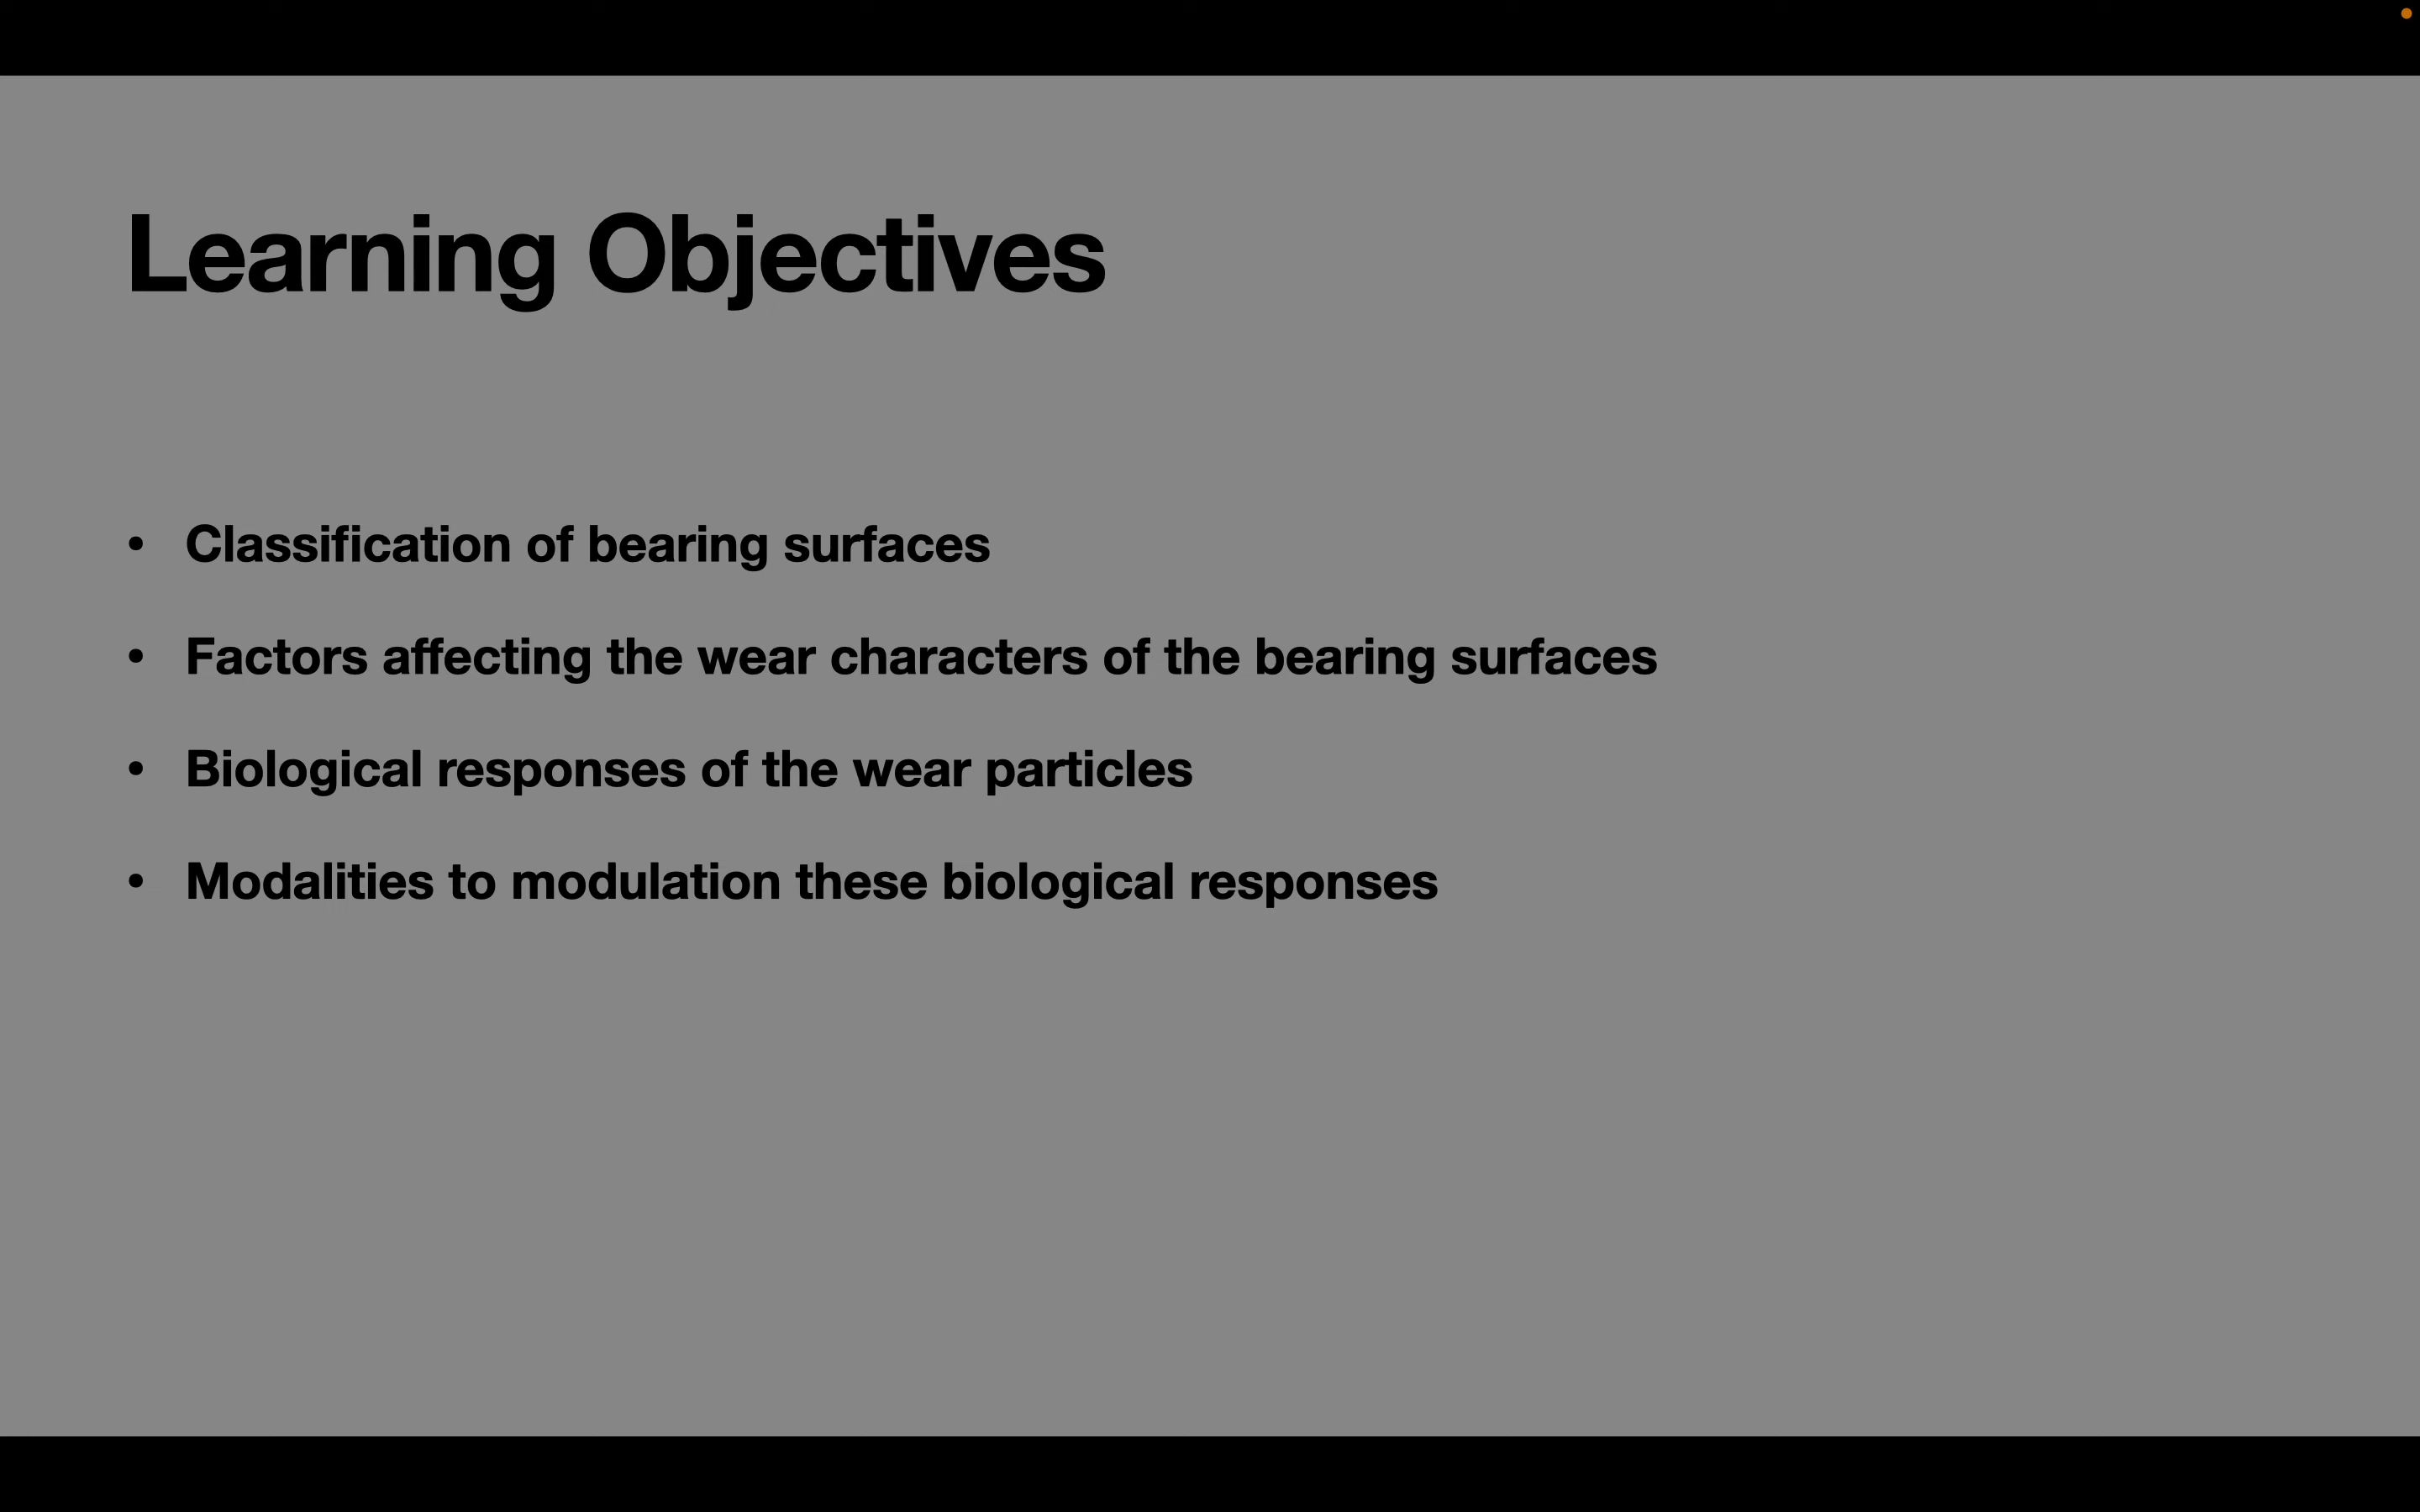 Learning Objectives
• Classification of bearing surfaces
• Factors affecting the wear characters of the bearing surfaces
• Biological responses of the wear particles
• Modalities to modulation these biological responses